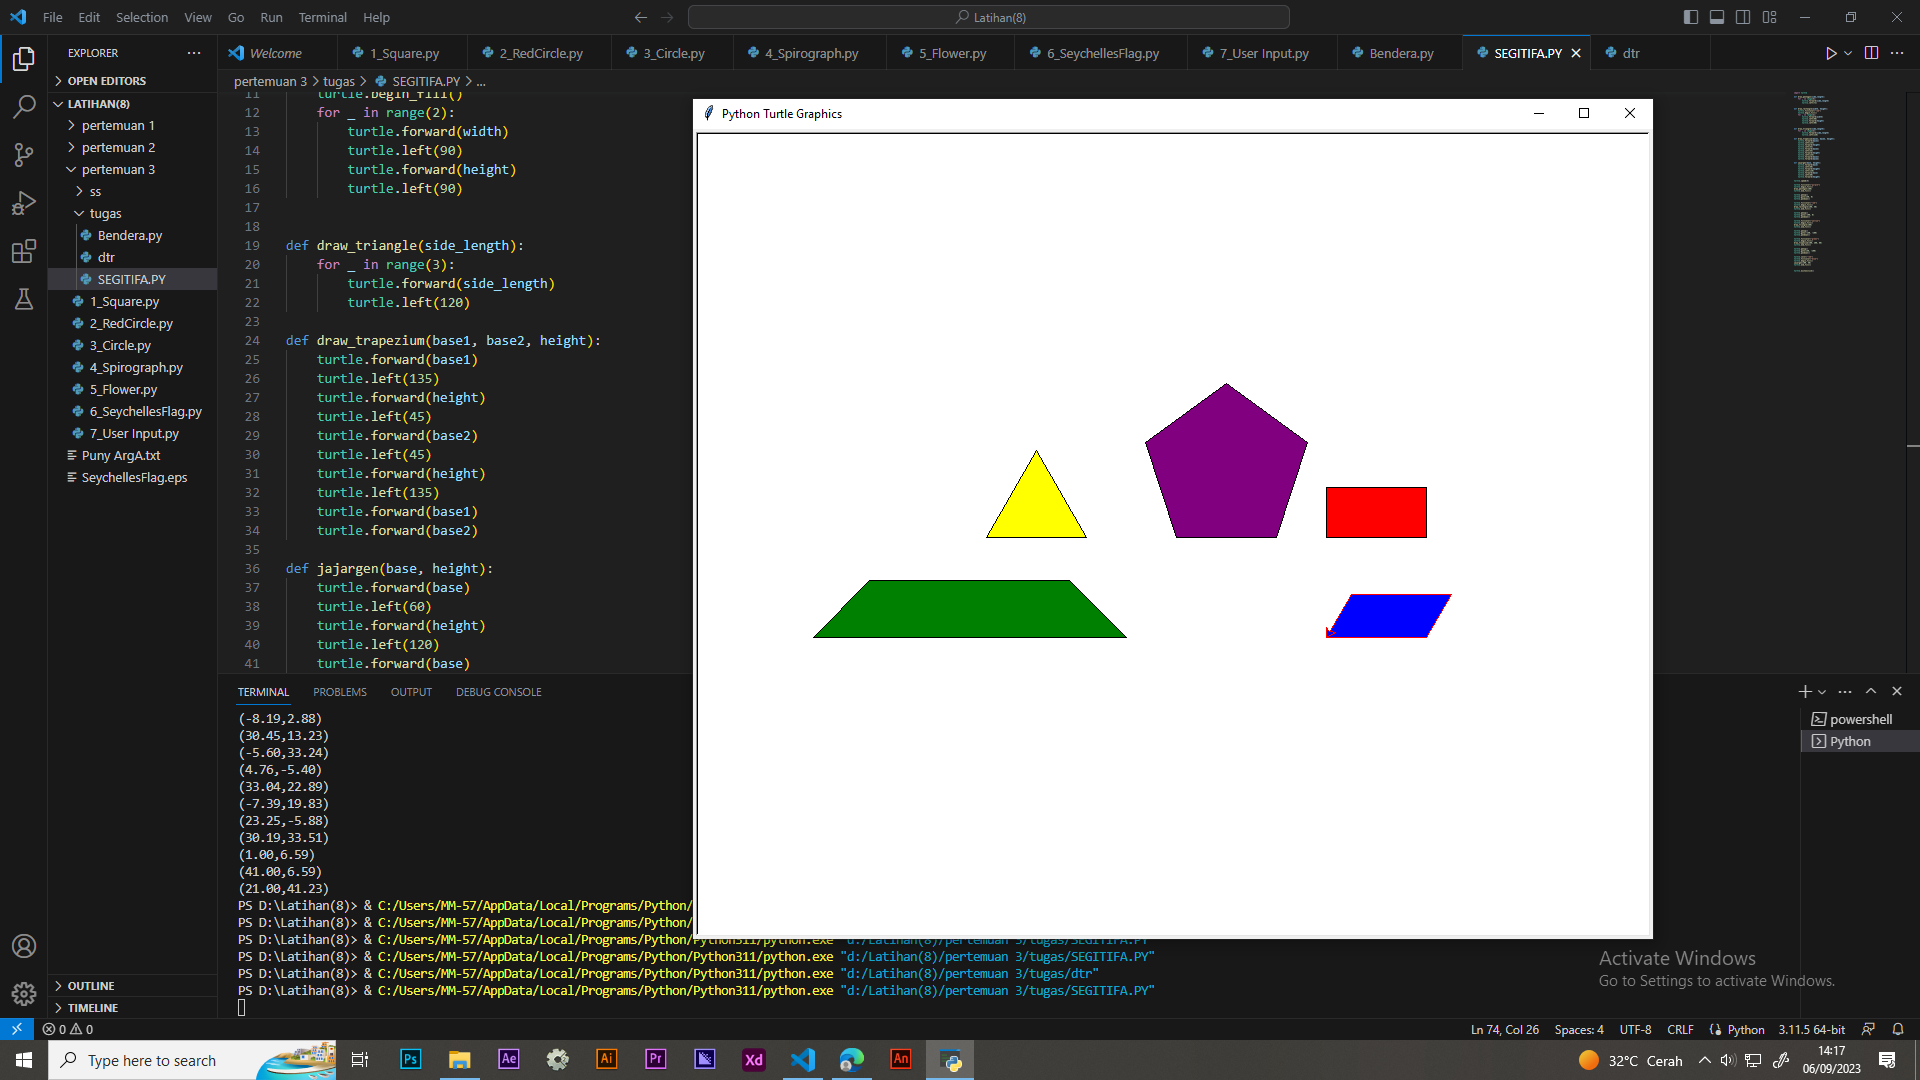 File Edit Selection View Go Run Terminal Help
Latihan(8)
EXPLORER
OPEN EDITORS
LATIHAN(8)
pertemuan 1
pertemuan 2
pertemuan 3
ss
tugas
Bendera.py
dtr
SEGITIFA.PY
1_Square.py
2_RedCircle.py
3_Circle.py
4_Spirograph.py
5_Flower.py
6_SeychellesFlag.py
7_User Input.py
Puny ArgA.txt
SeychellesFlag.eps
OUTLINE
TIMELINE
Welcome 1_Square.py 2_RedCircle.py 3_Circle.py 4_Spirograph.py 5_Flower.py 6_SeychellesFlag.py 7_User Input.py Bendera.py SEGITIFA.PY dtr
pertemuan 3 > tugas > SEGITIFA.PY > ...
11 turtle.begin_fill()
12 for _ in range(2):
13 turtle.forward(width)
14 turtle.left(90)
15 turtle.forward(height)
16 turtle.left(90)
17
18
19 def draw_triangle(side_length):
20 for _ in range(3):
21 turtle.forward(side_length)
22 turtle.left(120)
23
24 def draw_trapezium(base1, base2, height):
25 turtle.forward(base1)
26 turtle.left(135)
27 turtle.forward(height)
28 turtle.left(45)
29 turtle.forward(base2)
30 turtle.left(45)
31 turtle.forward(height)
32 turtle.left(135)
33 turtle.forward(base1)
34 turtle.forward(base2)
35
36 def jajargen(base, height):
37 turtle.forward(base)
38 turtle.left(60)
39 turtle.forward(height)
40 turtle.left(120)
41 turtle.forward(base)
Python Turtle Graphics
TERMINAL PROBLEMS OUTPUT DEBUG CONSOLE
(-8.19,2.88)
(30.45,13.23)
(-5.60,33.24)
(4.76,-5.40)
(33.04,22.89)
(-7.39,19.83)
(23.25,-5.88)
(30.19,33.51)
(1.00,6.59)
(41.00,6.59)
(21.00,41.23)
PS D:\Latihan(8)> & C:/Users/MM-57/AppData/Local/Programs/Python/
PS D:\Latihan(8)> & C:/Users/MM-57/AppData/Local/Programs/Python/
PS D:\Latihan(8)> & C:/Users/MM-57/AppData/Local/Programs/Python/Python311/python.exe "d:/Latihan(8)/pertemuan 3/tugas/SEGITIFA.PY"
PS D:\Latihan(8)> & C:/Users/MM-57/AppData/Local/Programs/Python/Python311/python.exe "d:/Latihan(8)/pertemuan 3/tugas/SEGITIFA.PY"
PS D:\Latihan(8)> & C:/Users/MM-57/AppData/Local/Programs/Python/Python311/python.exe "d:/Latihan(8)/pertemuan 3/tugas/dtr"
PS D:\Latihan(8)> & C:/Users/MM-57/AppData/Local/Programs/Python/Python311/python.exe "d:/Latihan(8)/pertemuan 3/tugas/SEGITIFA.PY"
powershell
Python
Activate Windows
Go to Settings to activate Windows.
0 0
Ln 74, Col 26 Spaces: 4 UTF-8 CRLF Python 3.11.5 64-bit
Type here to search
Ps Ae Ai Pr Xd An
32°C Cerah
14:17
06/09/2023